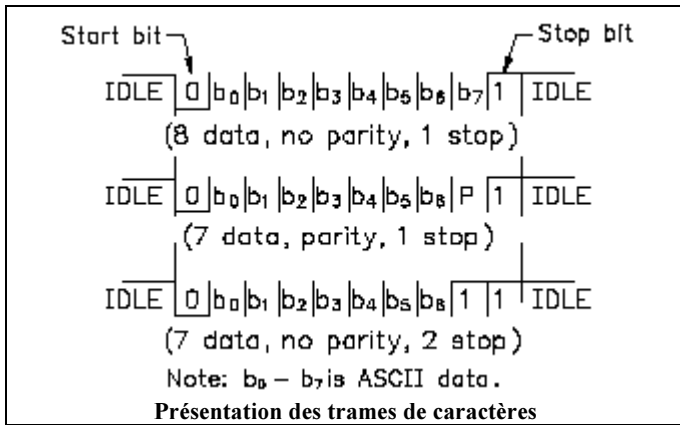 Start bit Stop bit
IDLE 0 b₀ b₁ b₂ b₃ b₄ b₅ b₆ b₇ 1 IDLE
(8 data, no parity, 1 stop)
IDLE 0 b₀ b₁ b₂ b₃ b₄ b₅ b₆ P 1 IDLE
(7 data, parity, 1 stop)
IDLE 0 b₀ b₁ b₂ b₃ b₄ b₅ b₆ 1 1 IDLE
(7 data, no parity, 2 stop)
Note: b₀ – b₇ is ASCII data.
Présentation des trames de caractères